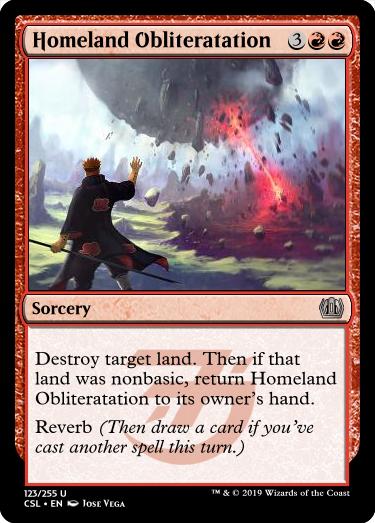 Homeland Obliteratation 3
Sorcery
Destroy target land. Then if that
land was nonbasic, return Homeland
Obliteratation to its owner's hand.
Reverb (Then draw a card if you've
cast another spell this turn.)
123/255 U
CSL • EN Jose Vega
™ & © 2019 Wizards of the Coast